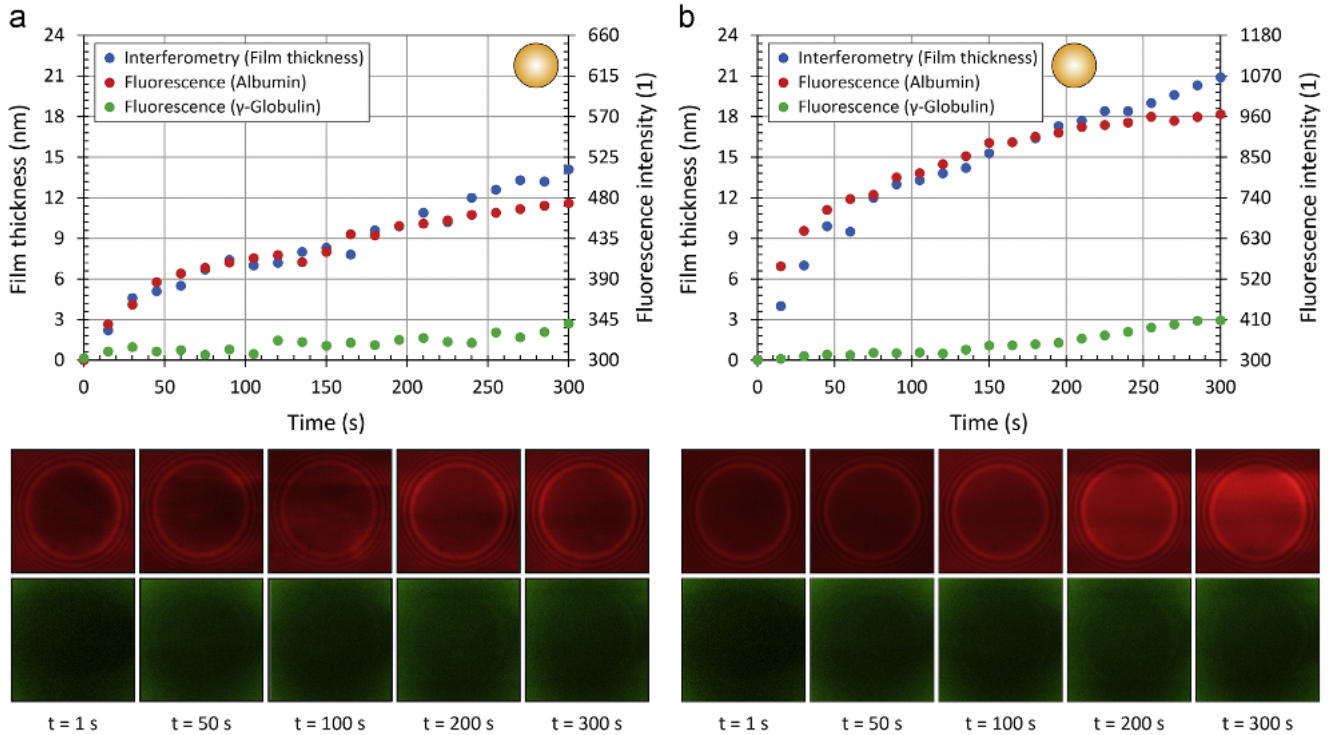 a
Film thickness (nm)
24
21
18
15
12
9
6
3
0
Interferometry (Film thickness)
Fluorescence (Albumin)
Fluorescence (γ-Globulin)
660
615
570
525
480
435
390
345
300
Fluorescence intensity (1)
0 50 100 150 200 250 300
Time (s)
b
Film thickness (nm)
24
21
18
15
12
9
6
3
0
Interferometry (Film thickness)
Fluorescence (Albumin)
Fluorescence (γ-Globulin)
1180
1070
960
850
740
630
520
410
300
Fluorescence intensity (1)
0 50 100 150 200 250 300
Time (s)
t = 1 s t = 50 s t = 100 s t = 200 s t = 300 s
t = 1 s t = 50 s t = 100 s t = 200 s t = 300 s